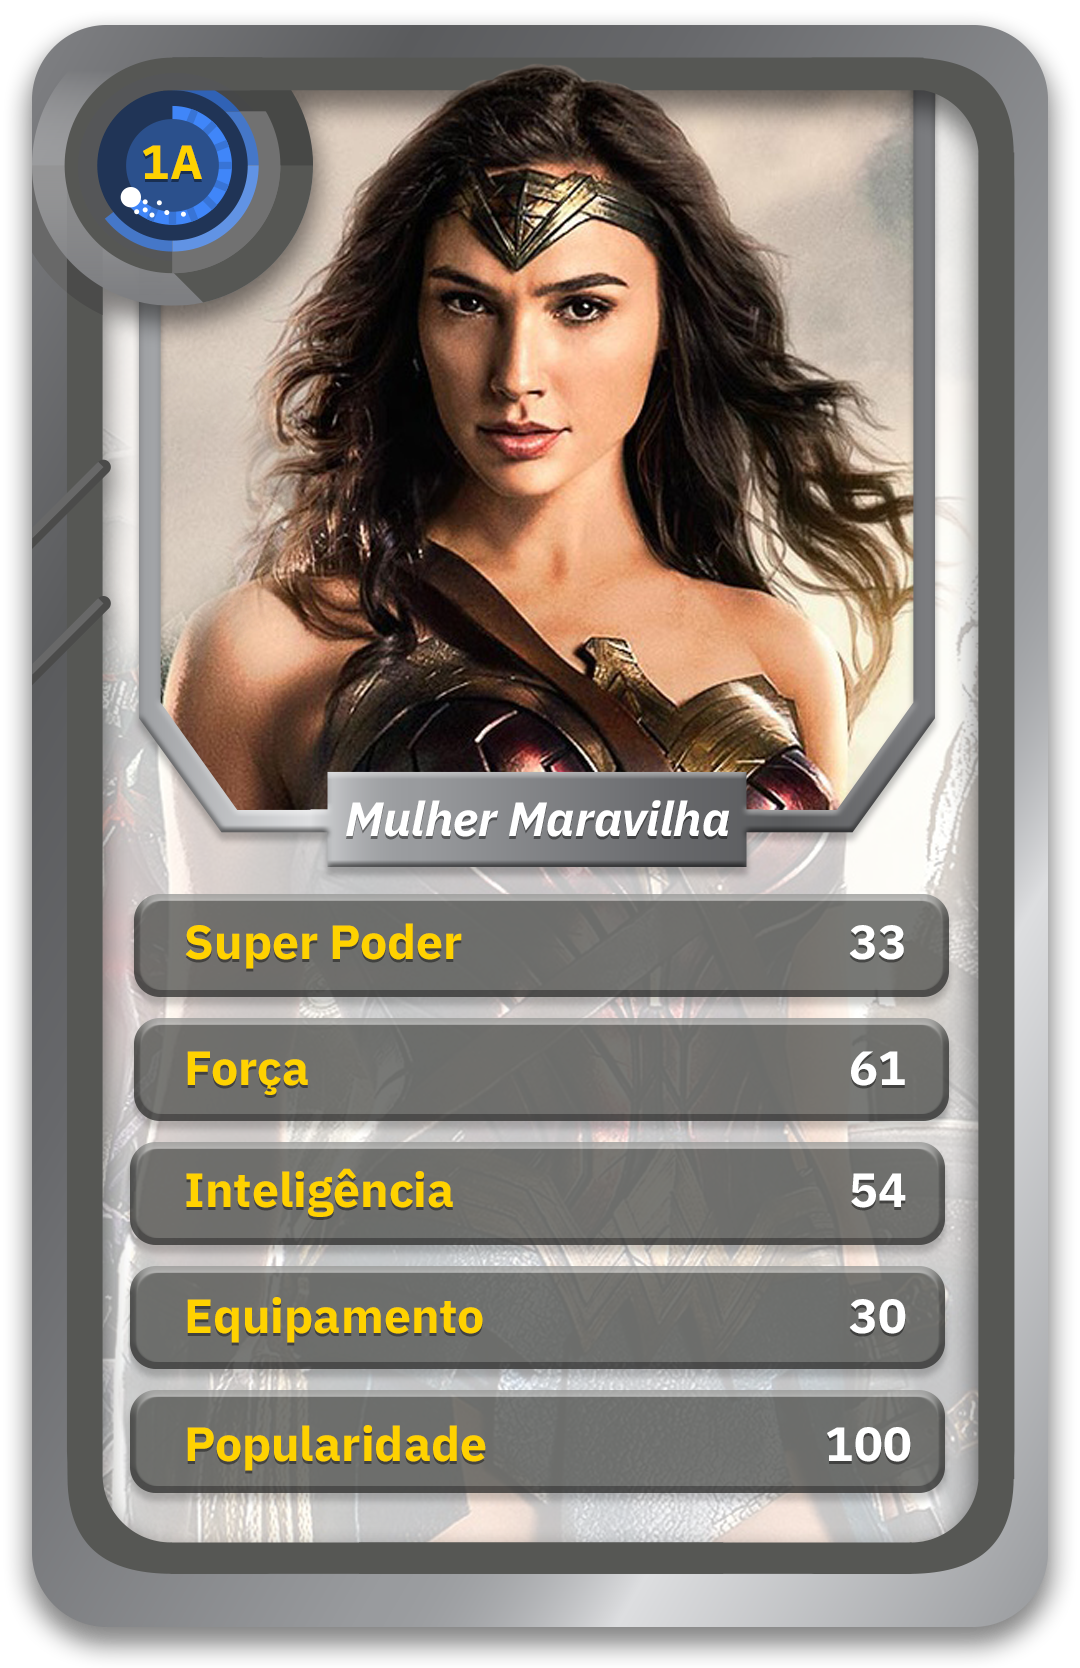 1A
Mulher Maravilha
Super Poder 33
Força 61
Inteligência 54
Equipamento 30
Popularidade 100